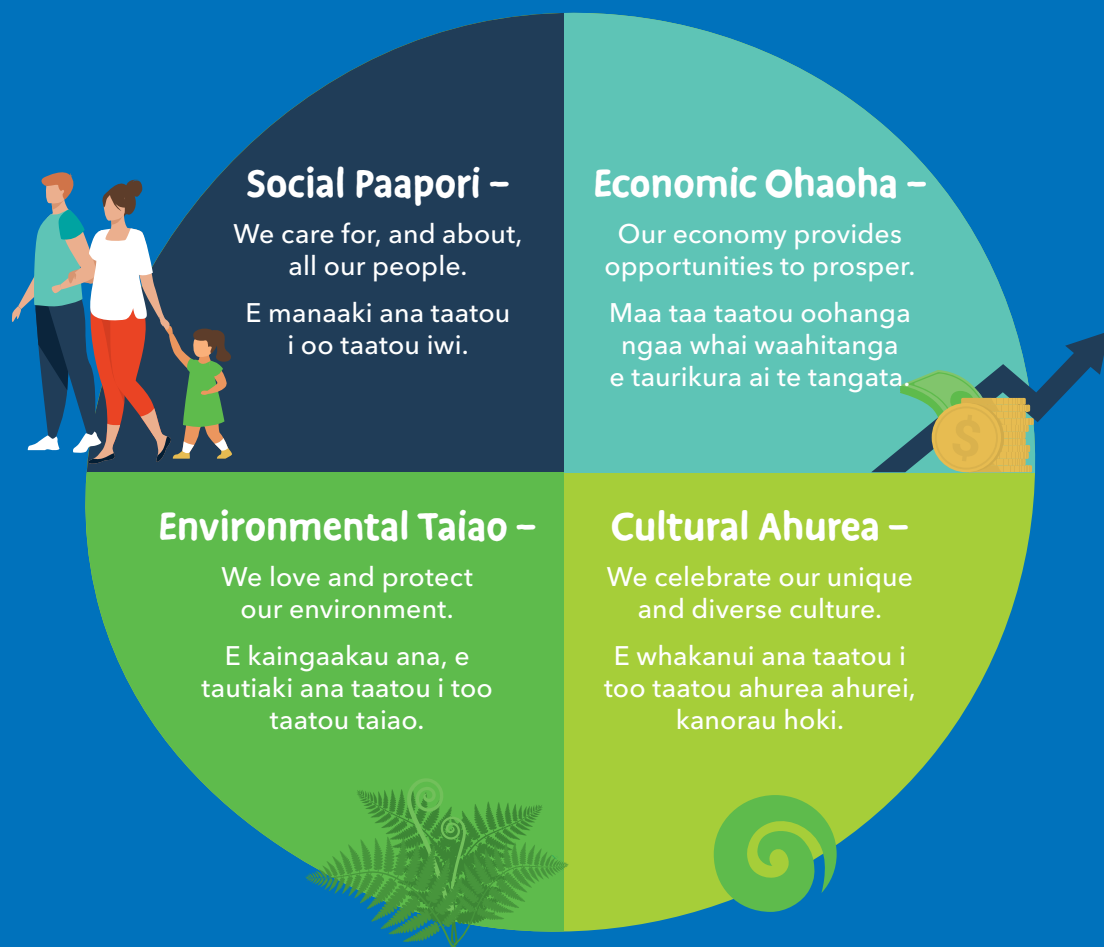 Social Paapori –
We care for, and about,
all our people.
E manaaki ana taatou
i oo taatou iwi.
Economic Ohaoha –
Our economy provides
opportunities to prosper.
Maa taa taatou oohanga
ngaa whai waahitanga
e taurikura ai te tangata.
$
Environmental Taiao –
We love and protect
our environment.
E kaingaakau ana, e
tautiaki ana taatou i too
taatou taiao.
Cultural Ahurea –
We celebrate our unique
and diverse culture.
E whakanui ana taatou i
too taatou ahurea ahurei,
kanorau hoki.